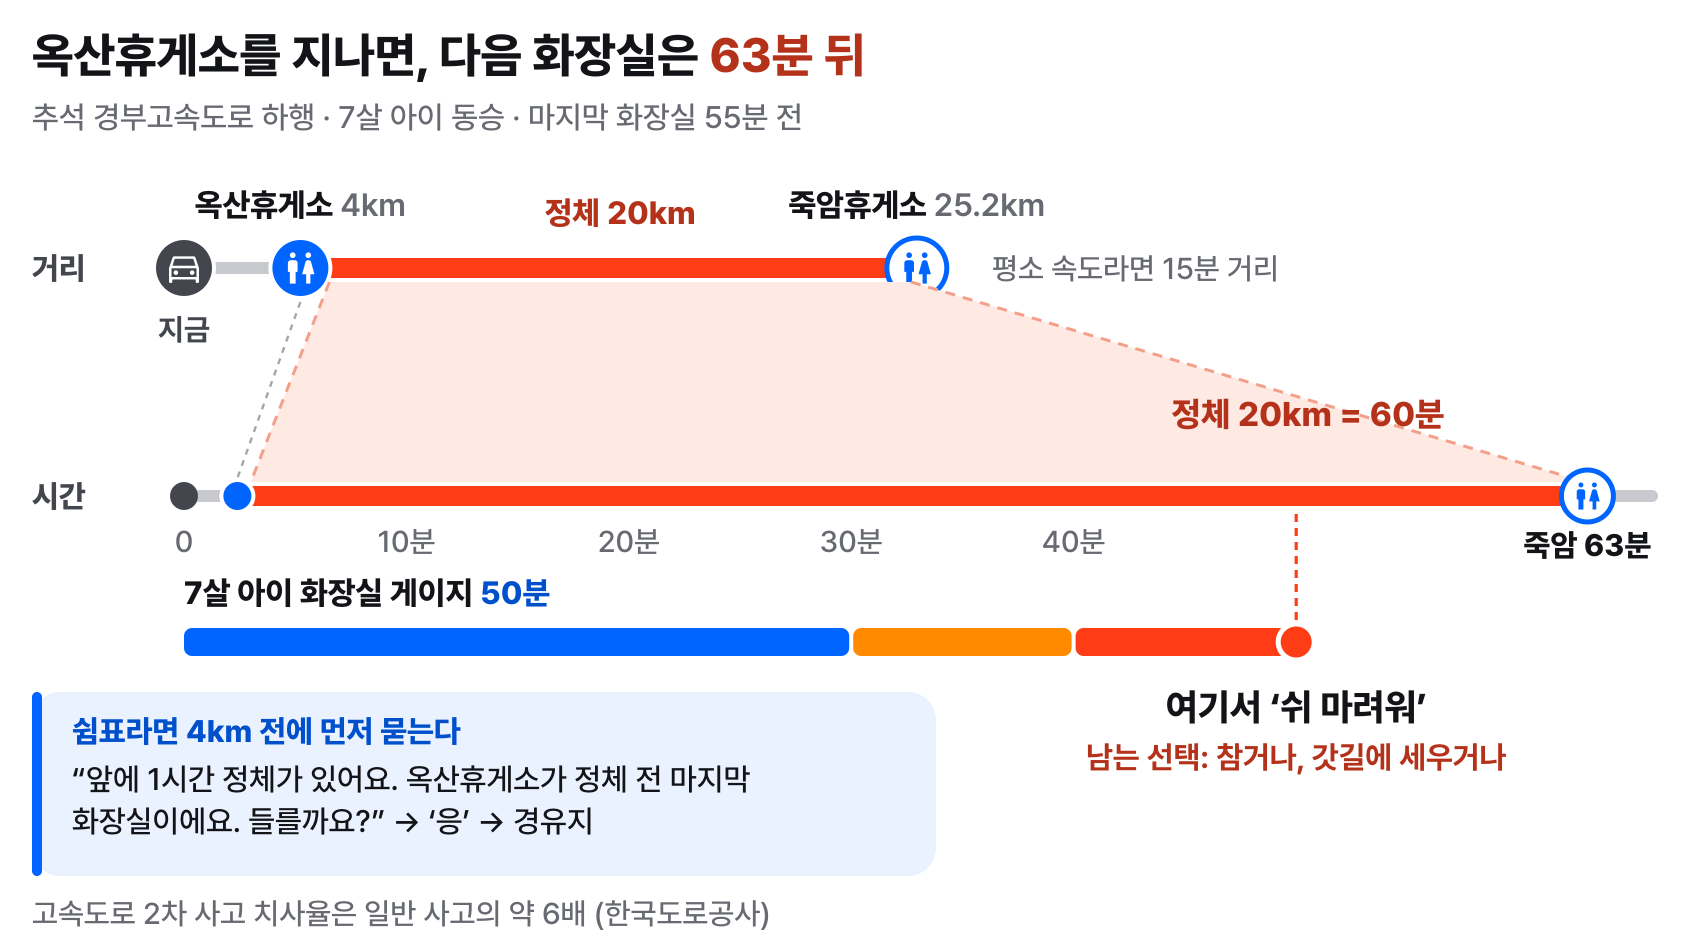 옥산휴게소를 지나면, 다음 화장실은 63분 뒤
추석 경부고속도로 하행 · 7살 아이 동승 · 마지막 화장실 55분 전
옥산휴게소 4km
정체 20km
죽암휴게소 25.2km
거리
평소 속도라면 15분 거리
지금
정체 20km = 60분
시간
0
10분
20분
30분
40분
죽암 63분
7살 아이 화장실 게이지 50분
여기서 ‘쉬 마려워’
남는 선택: 참거나, 갓길에 세우거나
쉼표라면 4km 전에 먼저 묻는다
“앞에 1시간 정체가 있어요. 옥산휴게소가 정체 전 마지막
화장실이에요. 들를까요?” → ‘응’ → 경유지
고속도로 2차 사고 치사율은 일반 사고의 약 6배 (한국도로공사)